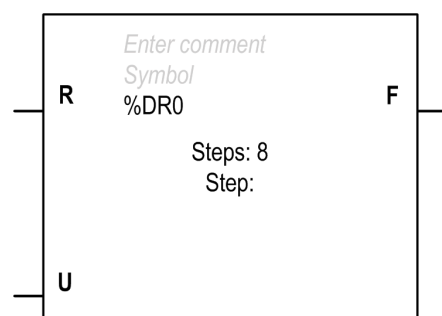 Enter comment
Symbol
R
%DR0
F
Steps: 8
Step:
U